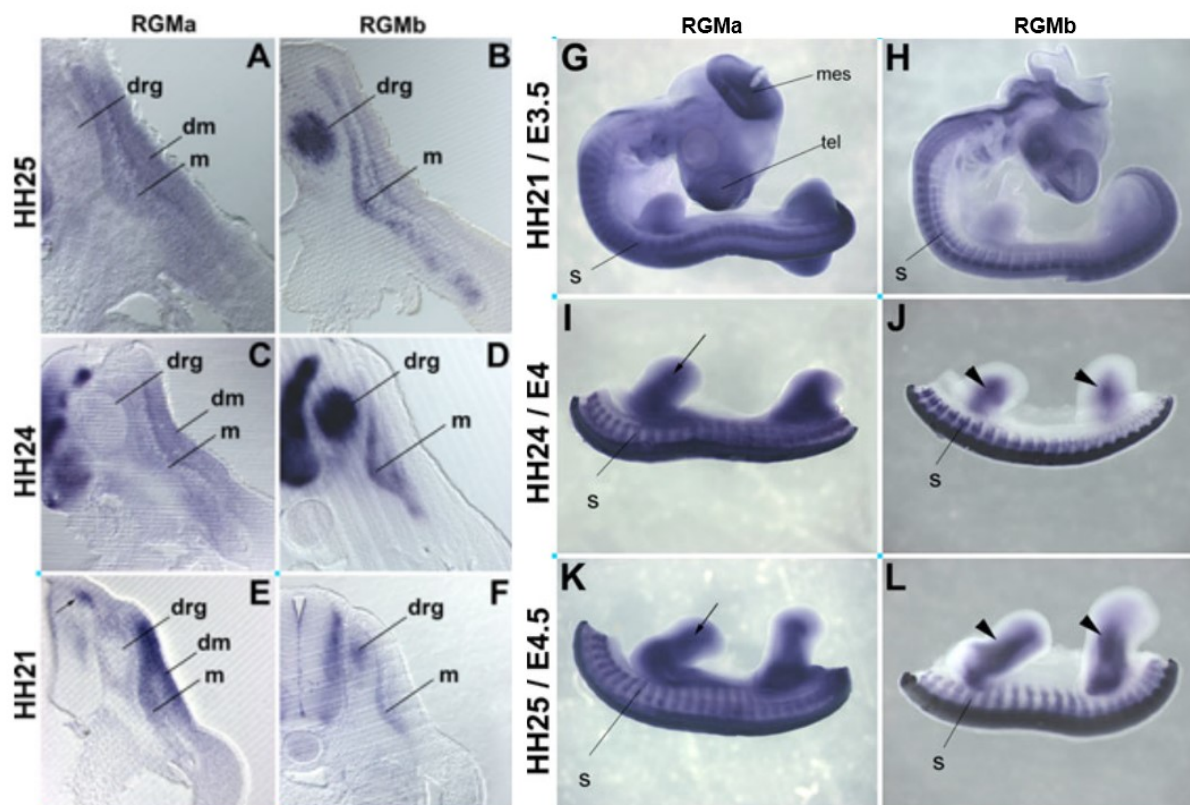 RGMa
RGMb
HH25
A
drg
dm
m
B
drg
m
HH24
C
drg
dm
m
D
drg
m
HH21
E
drg
dm
m
F
drg
m
RGMa
RGMb
HH21 / E3.5
G
mes
tel
s
H
s
HH24 / E4
I
s
J
s
HH25 / E4.5
K
s
L
s